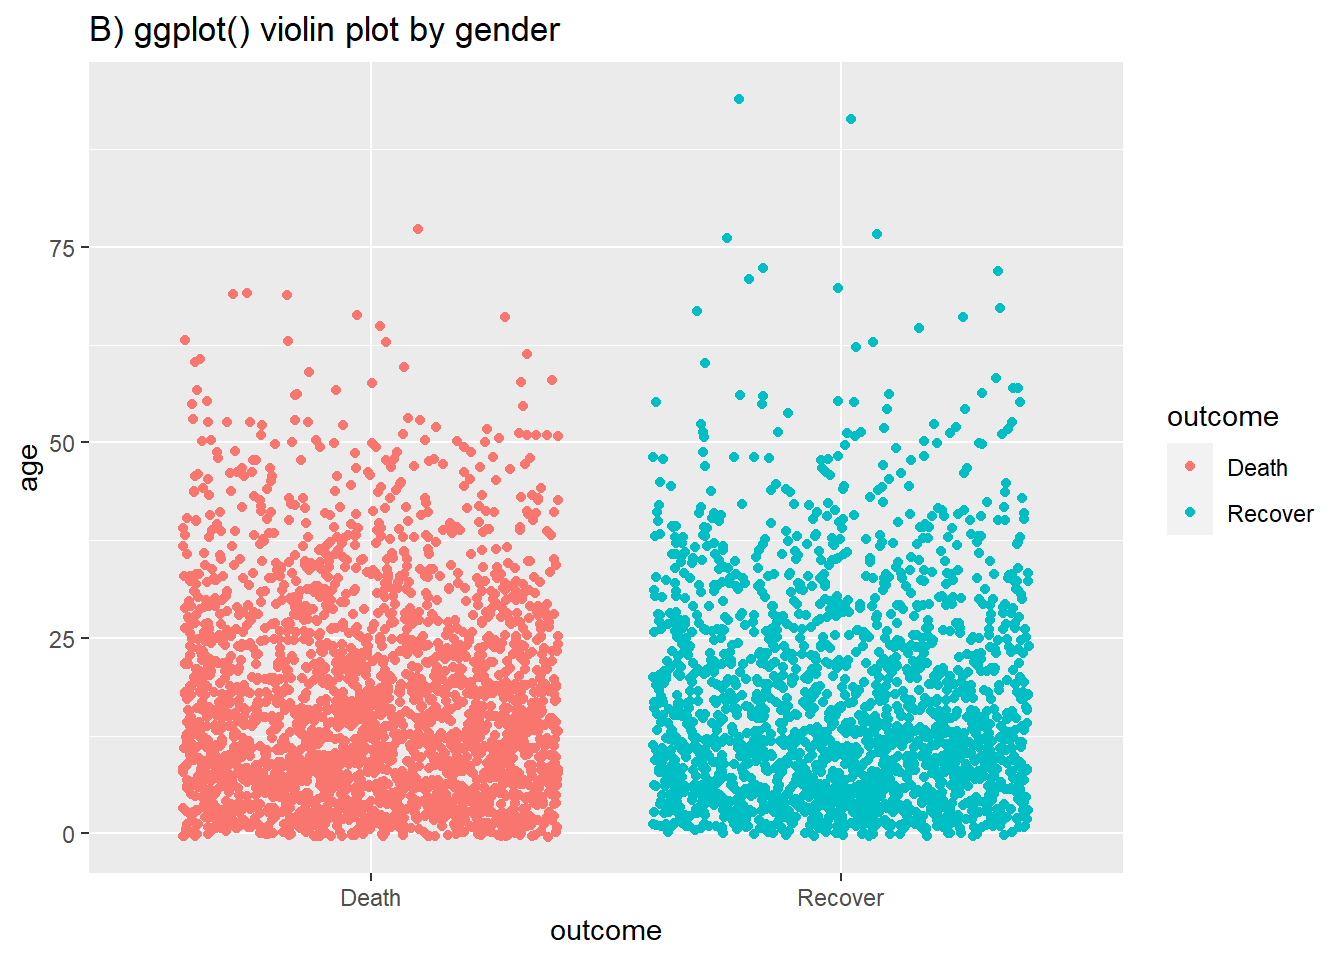 B) ggplot() violin plot by gender
age
75
50
25
0
Death
Recover
outcome
outcome
Death
Recover